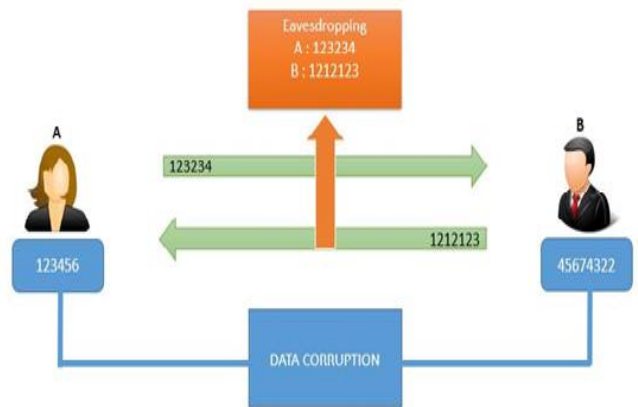 Eavesdropping
A : 123234
B : 1212123
A
B
123234
1212123
123456
45674322
DATA CORRUPTION